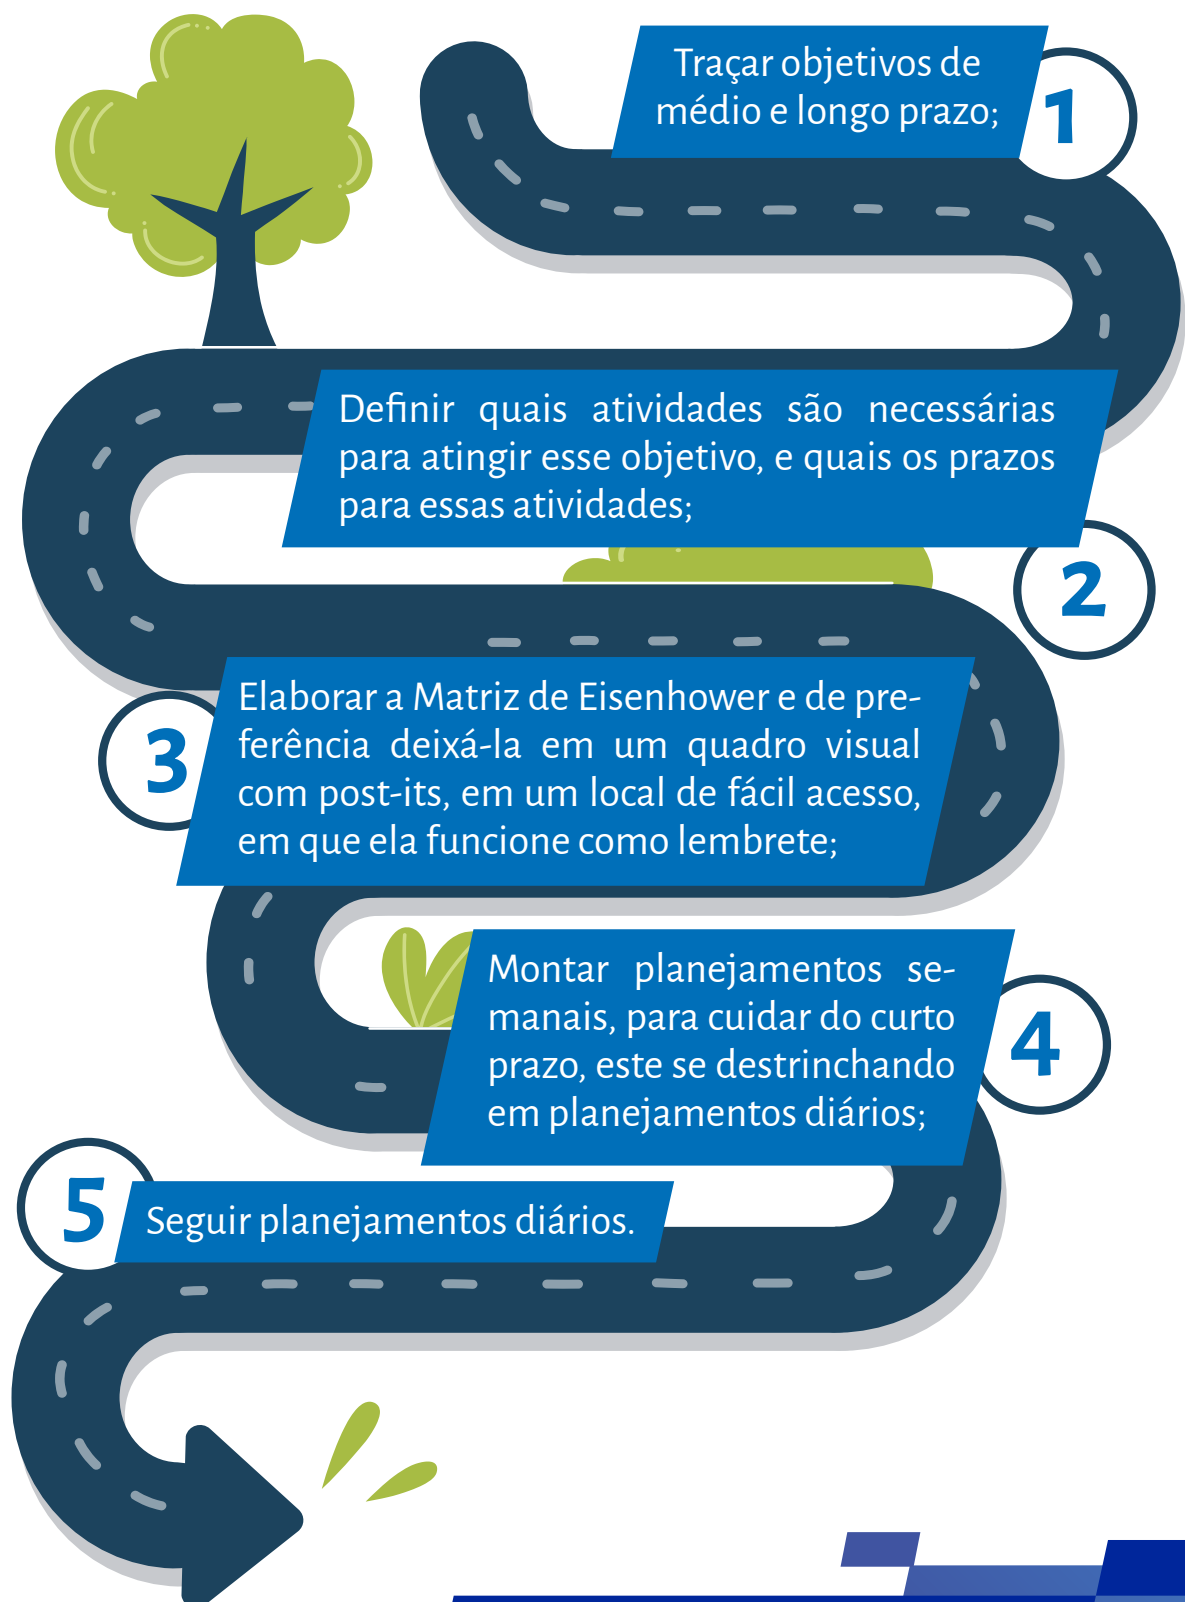 Traçar objetivos de
médio e longo prazo;
1
Definir quais atividades são necessárias
para atingir esse objetivo, e quais os prazos
para essas atividades;
2
3
Elaborar a Matriz de Eisenhower e de pre-
ferência deixá-la em um quadro visual
com post-its, em um local de fácil acesso,
em que ela funcione como lembrete;
Montar planejamentos se-
manais, para cuidar do curto
prazo, este se destrinchando
em planejamentos diários;
4
5
Seguir planejamentos diários.